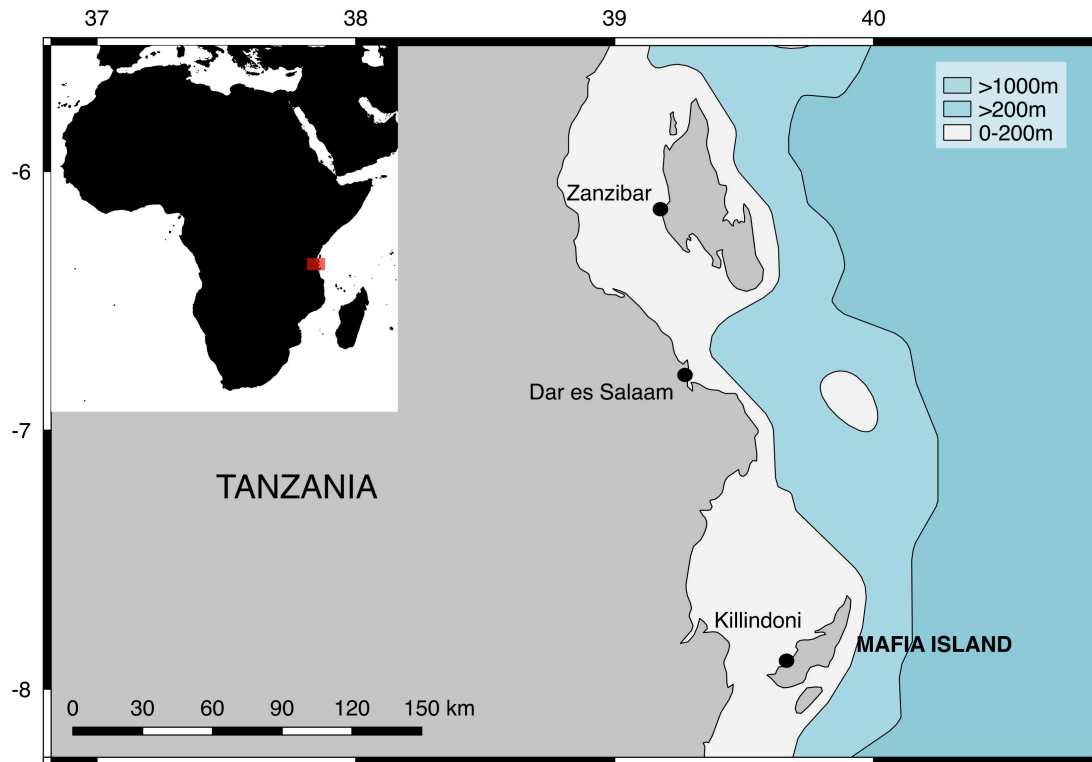 37 38 39 40
>1000m
>200m
0-200m
-6
Zanzibar
Dar es Salaam
-7
TANZANIA
Killindoni
MAFIA ISLAND
-8
0 30 60 90 120 150 km